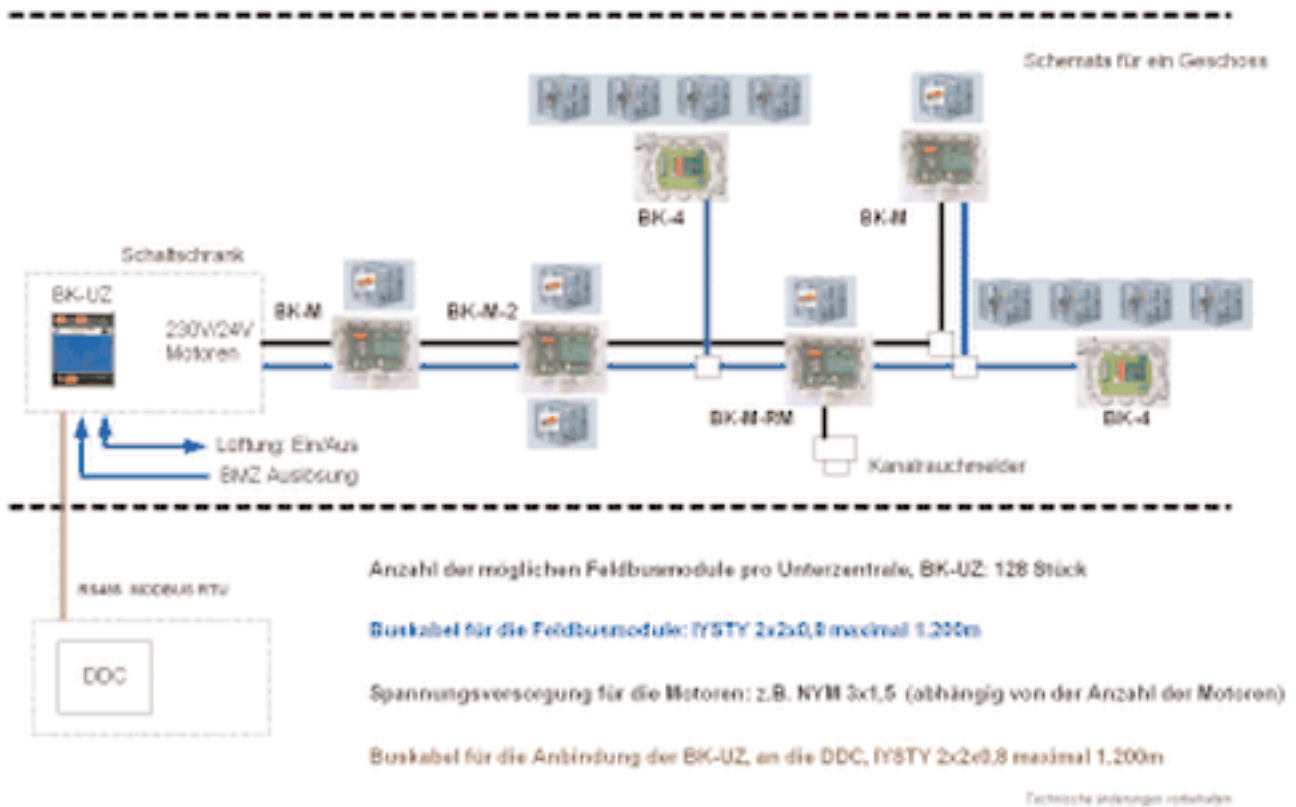 Schemata für ein Geschoss
BK-4
BK-M
Schaltschrank
BK-UZ
230V/24V
Motoren
BK-M
BK-M-2
BK-M-RM
BK-4
Lüftung: Ein/Aus
BMZ Auslösung
Kanalrauchmelder
Anzahl der möglichen Feldbusmodule pro Unterzentrale, BK-UZ: 128 Stück
RS485 MODBUS RTU
Buskabel für die Feldbusmodule: IYSTY 2x2x0,8 maximal 1.200m
DDC
Spannungsversorgung für die Motoren: z.B. NYM 3x1,5 (abhängig von der Anzahl der Motoren)
Buskabel für die Anbindung der BK-UZ, an die DDC, IYSTY 2x2x0,8 maximal 1.200m
Technische Änderungen vorbehalten